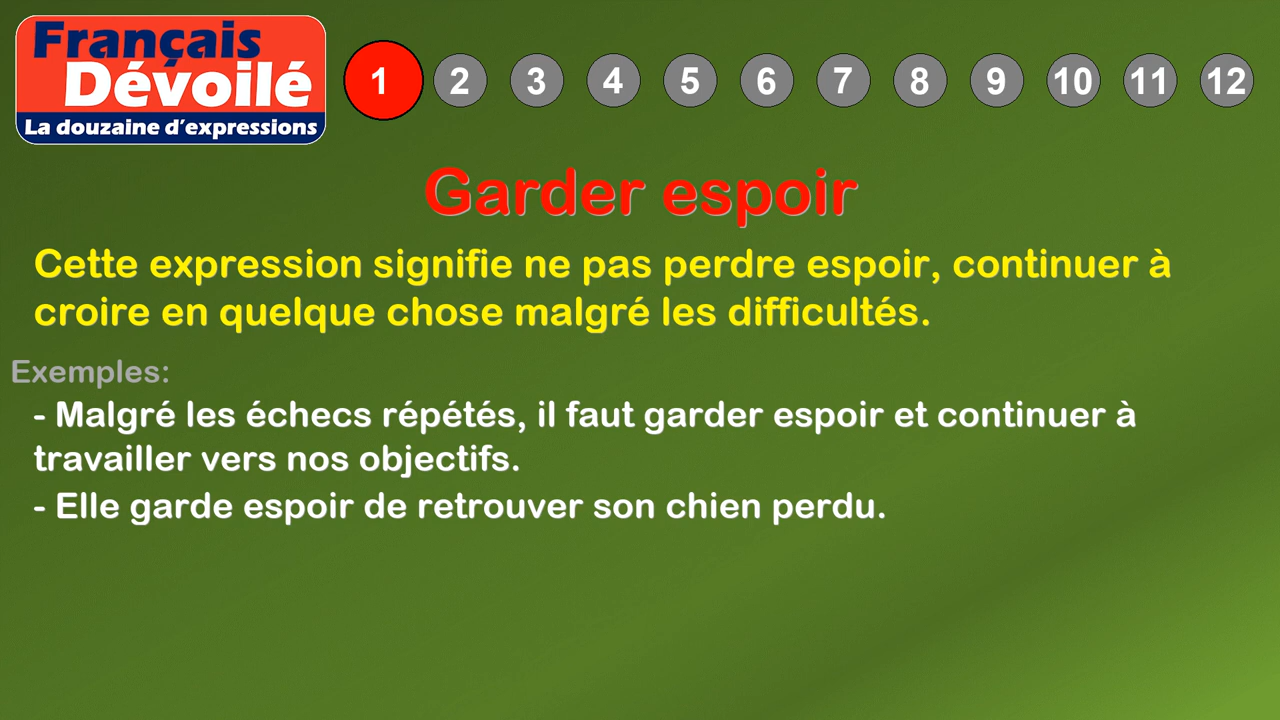 Français
Dévoilé
La douzaine d'expressions
1 2 3 4 5 6 7 8 9 10 11 12
Garder espoir
Cette expression signifie ne pas perdre espoir, continuer à
croire en quelque chose malgré les difficultés.
Exemples:
- Malgré les échecs répétés, il faut garder espoir et continuer à
travailler vers nos objectifs.
- Elle garde espoir de retrouver son chien perdu.